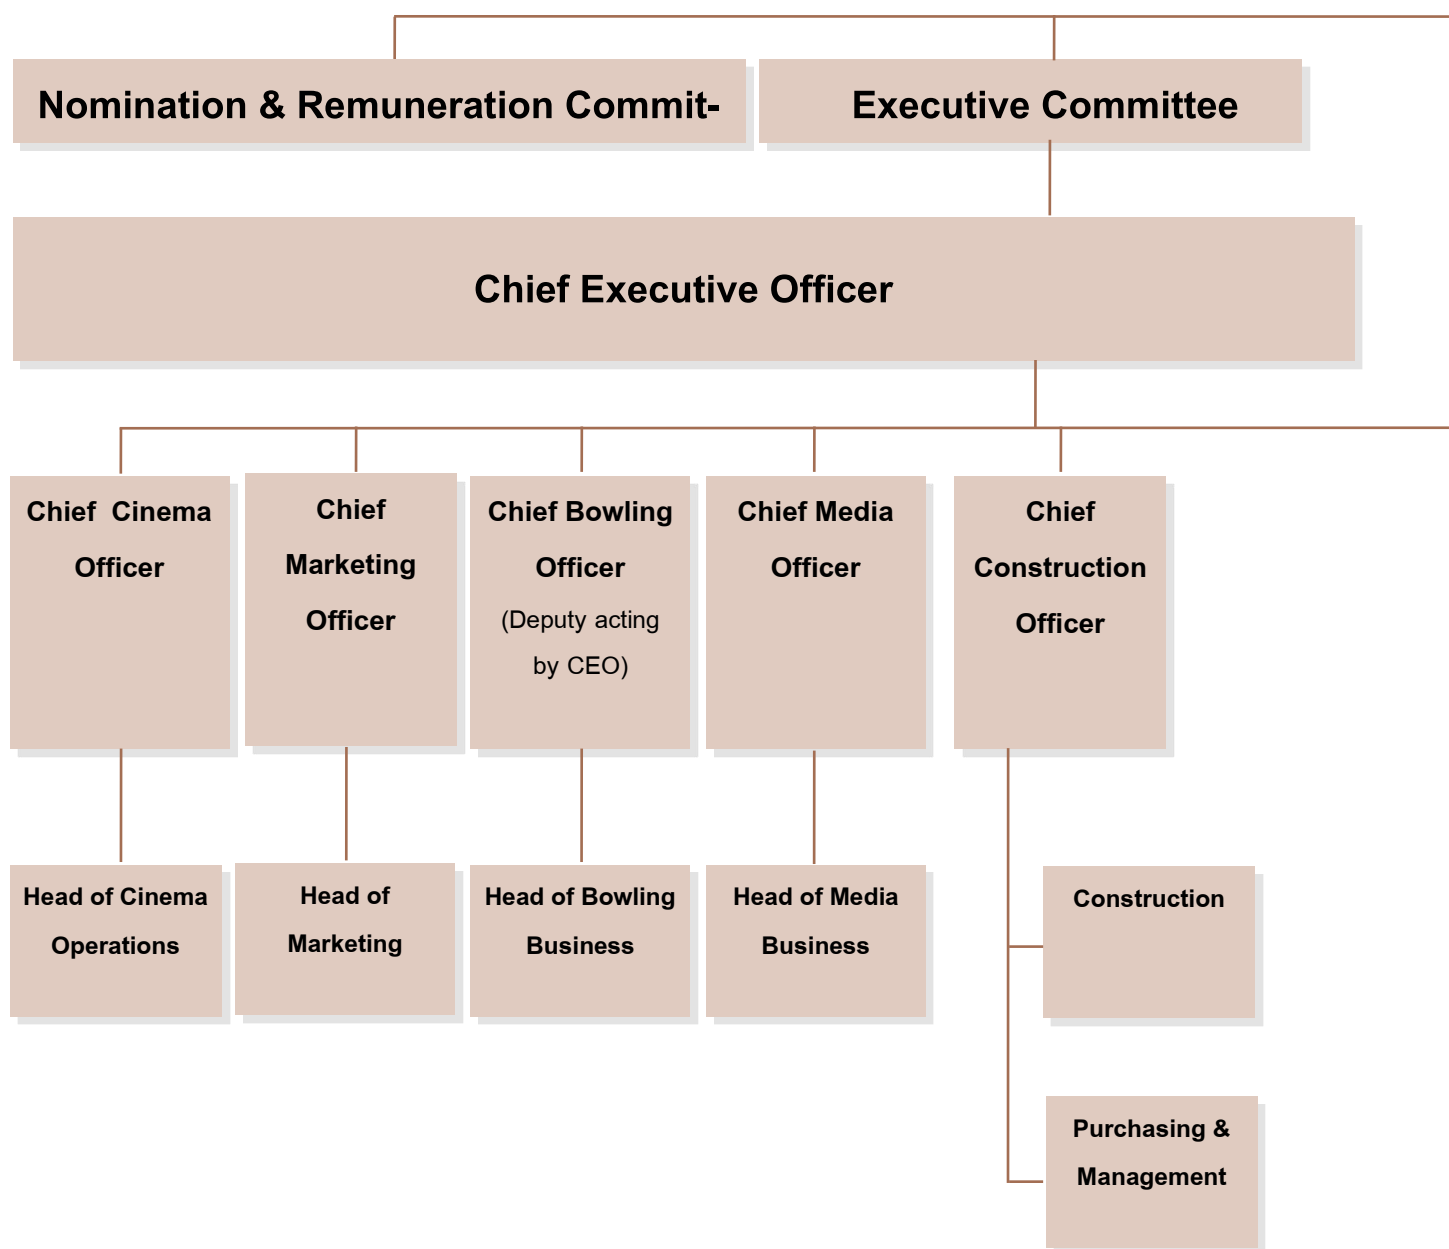 Nomination & Remuneration Commit-
Executive Committee
Chief Executive Officer
Chief Cinema
Officer
Chief
Marketing
Officer
Chief Bowling
Officer
(Deputy acting
by CEO)
Chief Media
Officer
Chief
Construction
Officer
Head of Cinema
Operations
Head of
Marketing
Head of Bowling
Business
Head of Media
Business
Construction
Purchasing &
Management